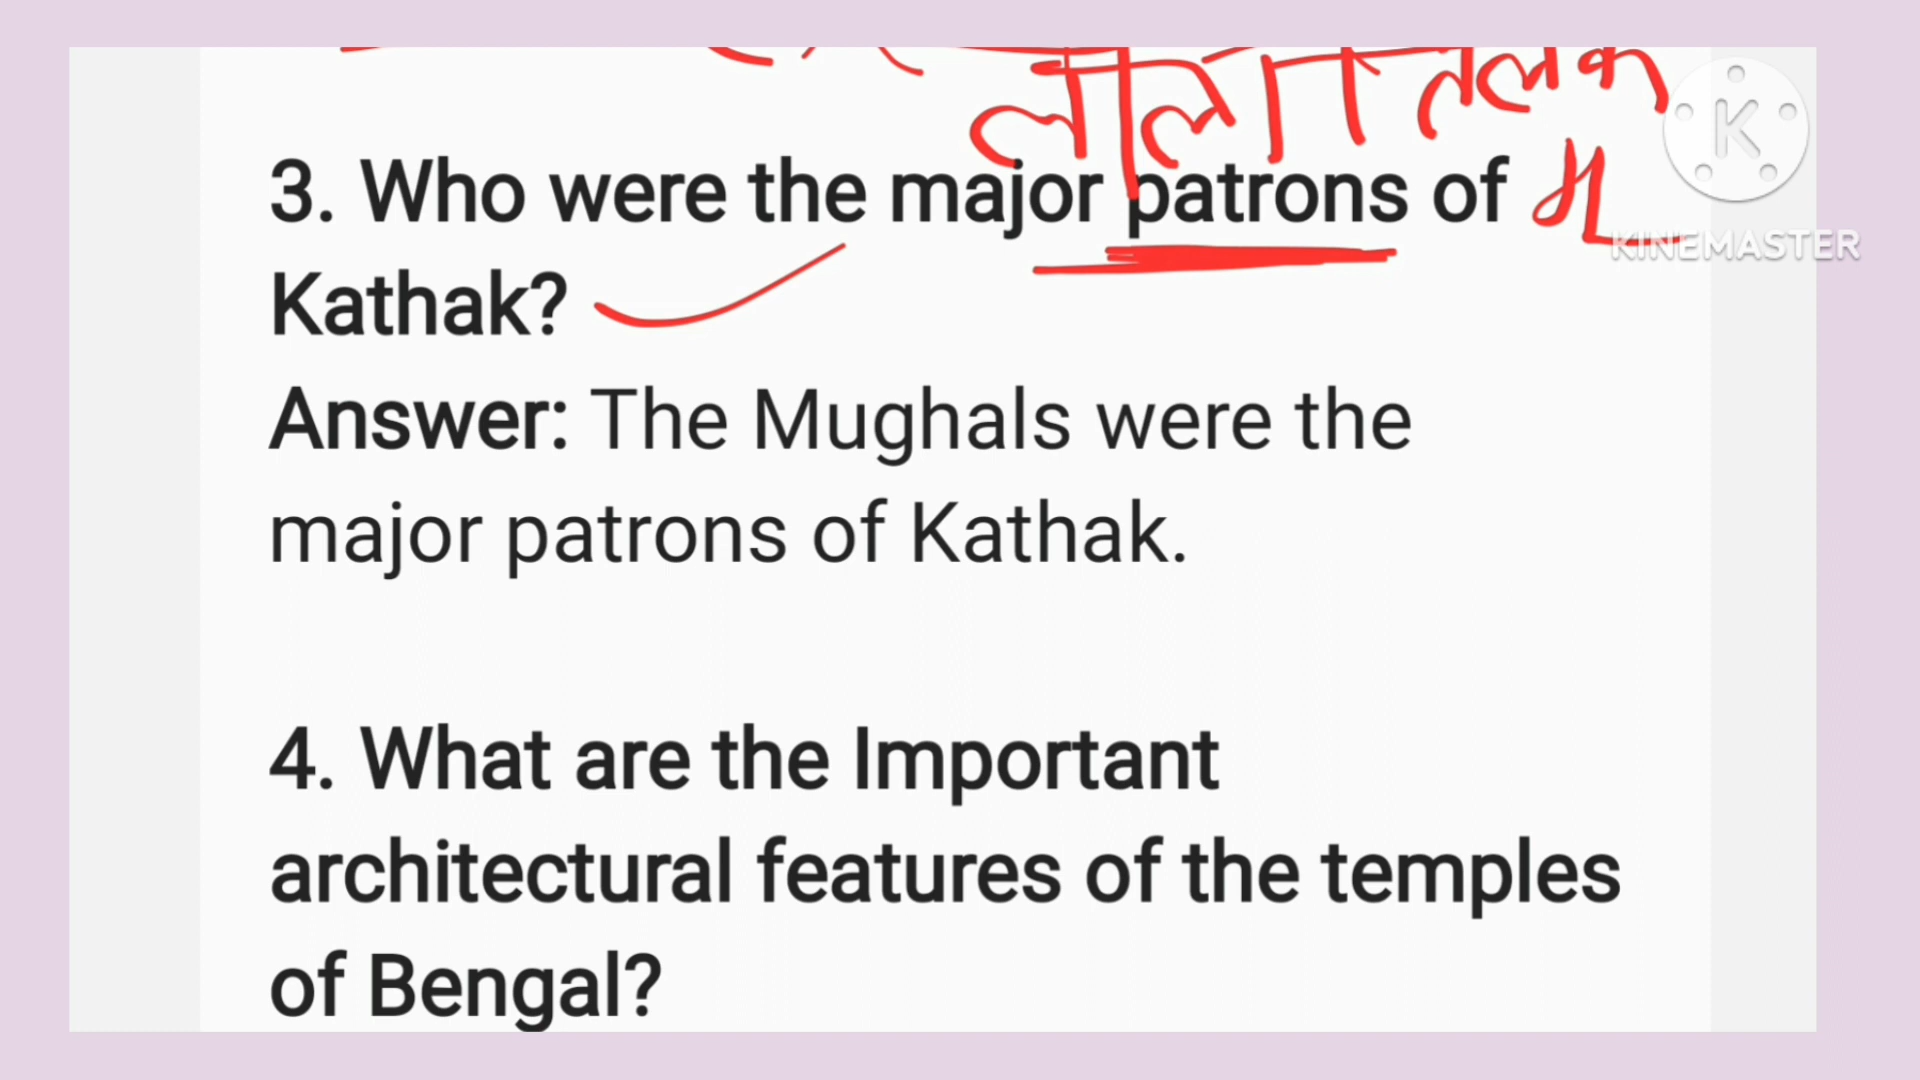 3. Who were the major patrons of
Kathak?
Answer: The Mughals were the
major patrons of Kathak.
4. What are the Important
architectural features of the temples
of Bengal?
K
KINEMASTER